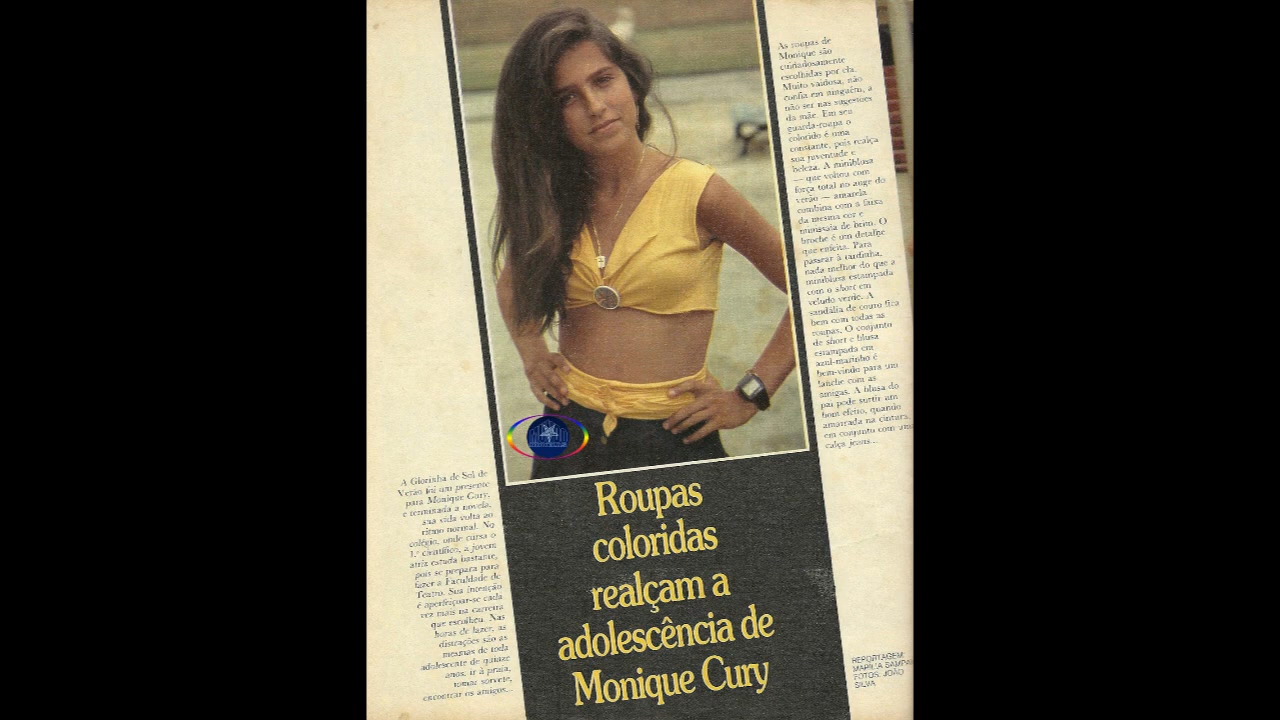 As roupas de
Monique são
cuidadosamente
escolhidas por ela.
Muito vaidosa, não
confia em ninguém, a
não ser nas sugestões
da mãe. Em seu
guarda-roupa o
colorido é uma
constante, pois realça
sua juventude e
beleza. A miniblusa
— que voltou com
força total no auge do
verão — amarela
combina com a faixa
da mesma cor e
minissaia de brim. O
broche é um detalhe
que enfeita. Para
passear à tardinha,
nada melhor do que a
miniblusa estampada
com o short em
veludo verde. A
sandália de couro fica
bem com todas as
roupas. O conjunto
de short e blusa
estampada em
azul-marinho é
bem-vindo para um
lanche com as
amigas. A blusa do
pai pode surtir um
bom efeito, quando
amarrada na cintura,
em conjunto com uma
calça jeans...
A Glorinha de Sol de
Verão foi um presente
para Monique Cury,
e terminada a novela,
sua vida volta ao
ritmo normal. No
colégio, onde cursa o
1.º científico, a jovem
atriz estuda bastante,
pois se prepara para
fazer a Faculdade de
Teatro. Sua intenção
é aperfeiçoar-se cada
vez mais na carreira
que escolheu. Nas
horas de lazer, as
distrações são as
mesmas de toda
adolescente de quinze
anos: ir à praia,
tomar sorvete,
encontrar os amigos...
Roupas
coloridas
realçam a
adolescência de
Monique Cury
REPORTAGEM:
MARÍLIA
FOTOS: JOÃO
SILVA